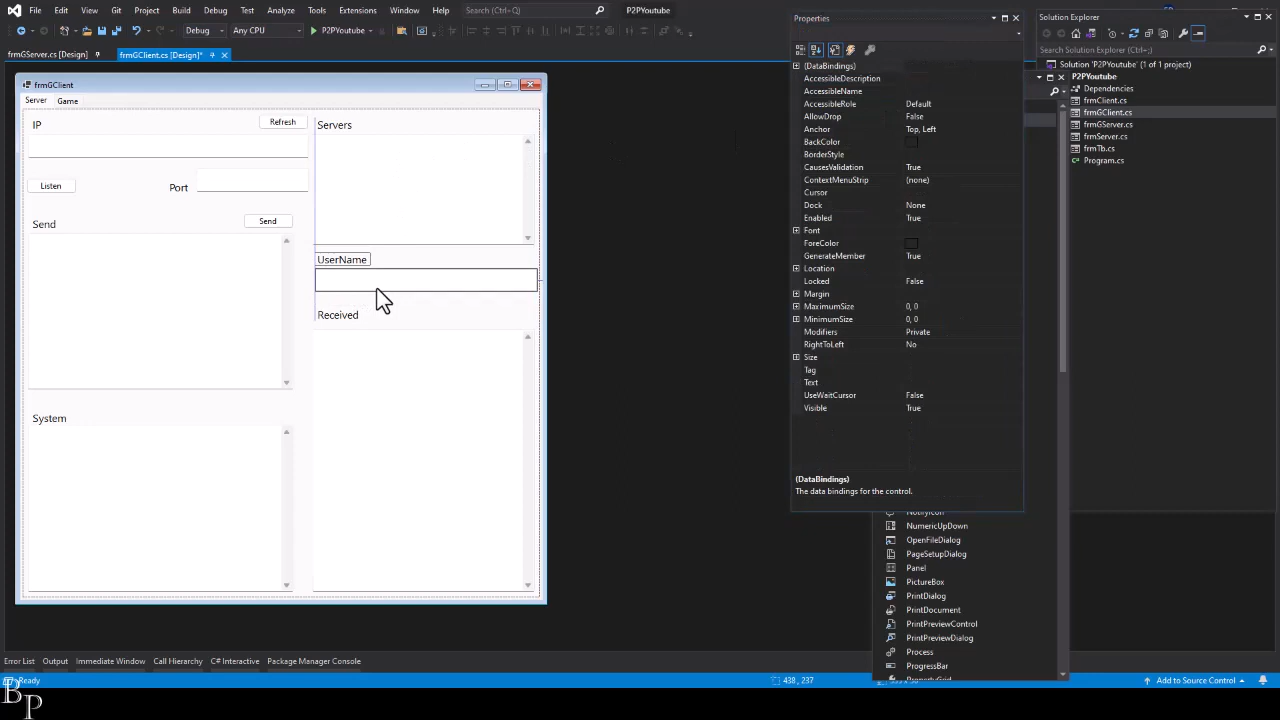 File Edit View Git Project Build Debug Test Analyze Tools Extensions Window Help Search (Ctrl+;) P2PYoutube
Debug Any CPU P2PYoutube
frmGServer.cs [Design] frmGClient.cs [Design]*
frmGClient
Server Game
IP Refresh Servers
Listen Port
Send Send
UserName
Received
System
Properties
(DataBindings)
AccessibleDescription
AccessibleName
AccessibleRole Default
AllowDrop False
Anchor Top, Left
BackColor
BorderStyle
CausesValidation True
ContextMenuStrip (none)
Cursor
Dock None
Enabled True
Font
ForeColor
GenerateMember True
Location
Locked False
Margin
MaximumSize 0, 0
MinimumSize 0, 0
Modifiers Private
RightToLeft No
Size
Tag
Text
UseWaitCursor False
Visible True
(DataBindings)
The data bindings for the control.
Solution Explorer
Search Solution Explorer (Ctrl+;)
Solution 'P2PYoutube' (1 of 1 project)
P2PYoutube
Dependencies
frmClient.cs
frmGClient.cs
frmGServer.cs
frmServer.cs
frmTb.cs
Program.cs
NotifyIcon
NumericUpDown
OpenFileDialog
PageSetupDialog
Panel
PictureBox
PrintDialog
PrintDocument
PrintPreviewControl
PrintPreviewDialog
Process
ProgressBar
PropertyGrid
Error List Output Immediate Window Call Hierarchy C# Interactive Package Manager Console
Ready 438 , 237 Add to Source Control
B
P